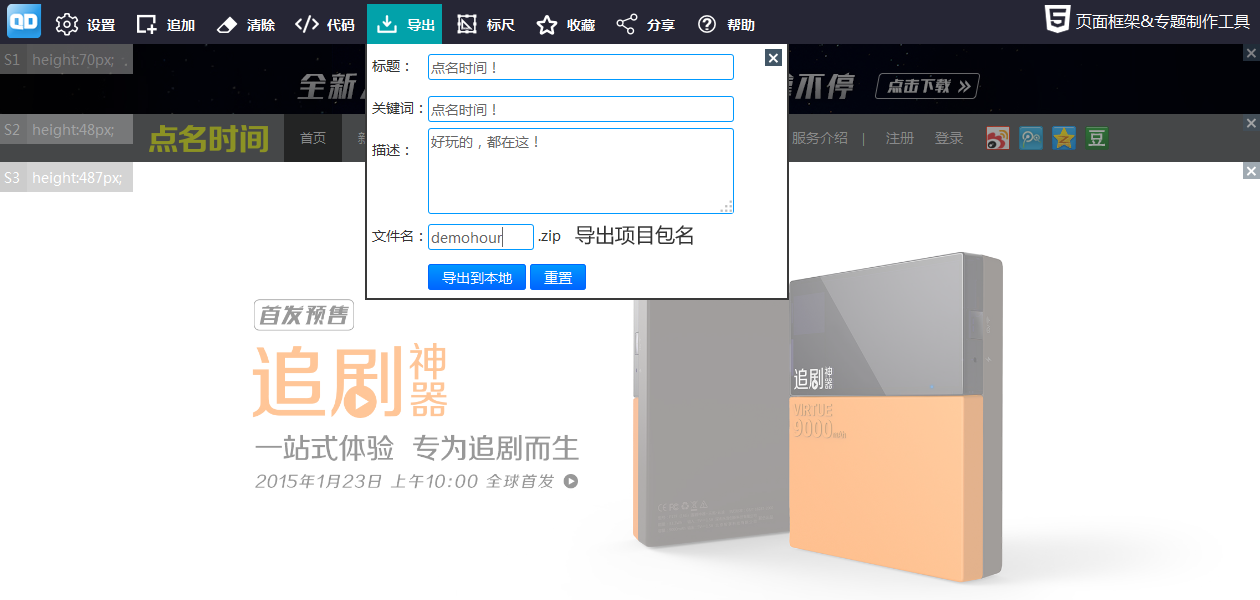 QD 设置 追加 清除 代码 导出 标尺 收藏 分享 帮助 页面框架&专题制作工具
S1 height:70px;
全新
不停 点击下载
标题： 点名时间！
关键词： 点名时间！
S2 height:48px;
点名时间 首页
服务介绍 | 注册 登录 豆
描述： 好玩的，都在这！
S3 height:487px;
文件名： demohour .zip 导出项目包名
导出到本地 重置
首发预售
追剧神器
一站式体验 专为追剧而生
2015年1月23日 上午10:00 全球首发
追剧神器
VIRTUE
9000mAh